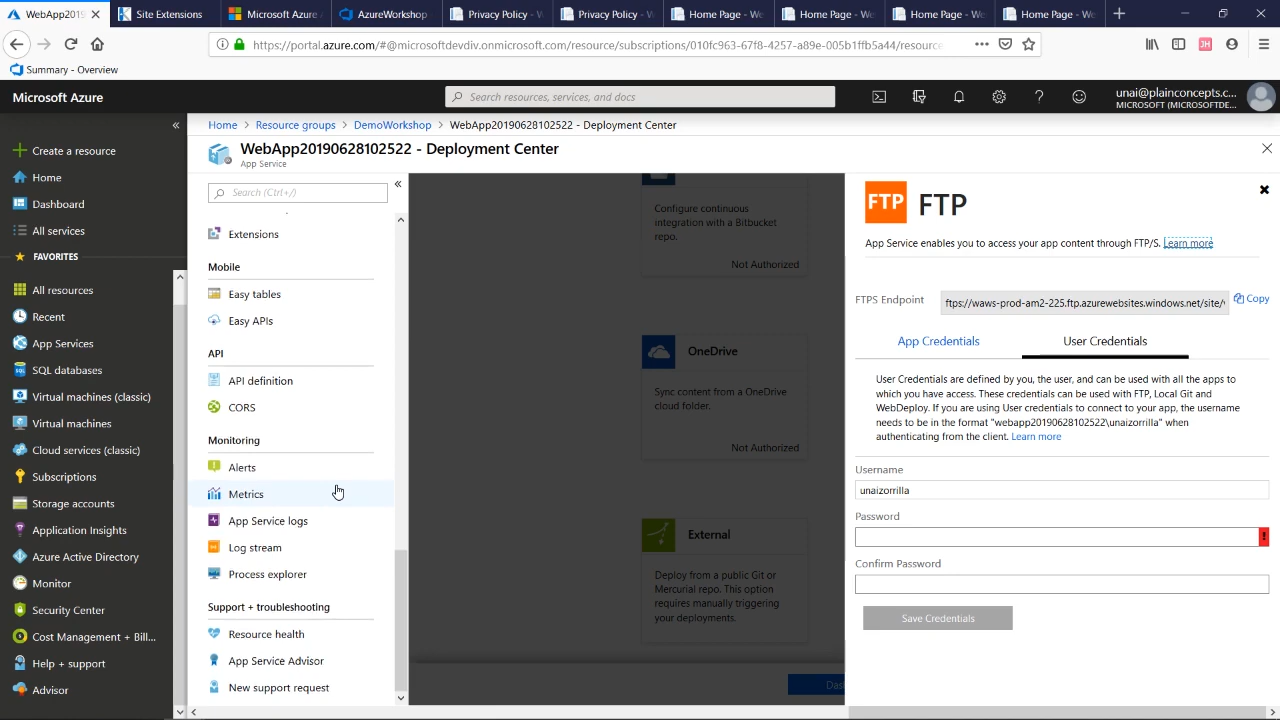 WebApp2019
Site Extensions
Microsoft Azure
AzureWorkshop
Privacy Policy - 
Privacy Policy - W
Home Page - We
Home Page - We
Home Page - We
Home Page - We
https://portal.azure.com/#@microsoftdevdiv.onmicrosoft.com/resource/subscriptions/010fc963-67f8-4257-a89e-005b1ffb5a44/resource
JH
Summary - Overview
Microsoft Azure
Search resources, services, and docs
unai@plainconcepts.c...
MICROSOFT (MICROSOFTDE...
Create a resource
Home
Dashboard
All services
FAVORITES
All resources
Recent
App Services
SQL databases
Virtual machines (classic)
Virtual machines
Cloud services (classic)
Subscriptions
Storage accounts
Application Insights
Azure Active Directory
Monitor
Security Center
Cost Management + Bill...
Help + support
Advisor
Home > Resource groups > DemoWorkshop > WebApp20190628102522 - Deployment Center
WebApp20190628102522 - Deployment Center
App Service
Search (Ctrl+/)
Extensions
Mobile
Easy tables
Easy APIs
API
API definition
CORS
Monitoring
Alerts
Metrics
App Service logs
Log stream
Process explorer
Support + troubleshooting
Resource health
App Service Advisor
New support request
Configure continuous
integration with a Bitbucket
repo.
Not Authorized
OneDrive
Sync content from a OneDrive
cloud folder.
Not Authorized
External
Deploy from a public Git or
Mercurial repo. This option
requires manually triggering
your deployments.
Das
FTP FTP
App Service enables you to access your app content through FTP/S. Learn more
FTPS Endpoint
ftps://waws-prod-am2-225.ftp.azurewebsites.windows.net/site/
Copy
App Credentials
User Credentials
User Credentials are defined by you, the user, and can be used with all the apps to
which you have access. These credentials can be used with FTP, Local Git and
WebDeploy. If you are using User credentials to connect to your app, the username
needs to be in the format "webapp20190628102522\unaizorrilla" when
authenticating from the client. Learn more
Username
unaizorrilla
Password
!
Confirm Password
Save Credentials